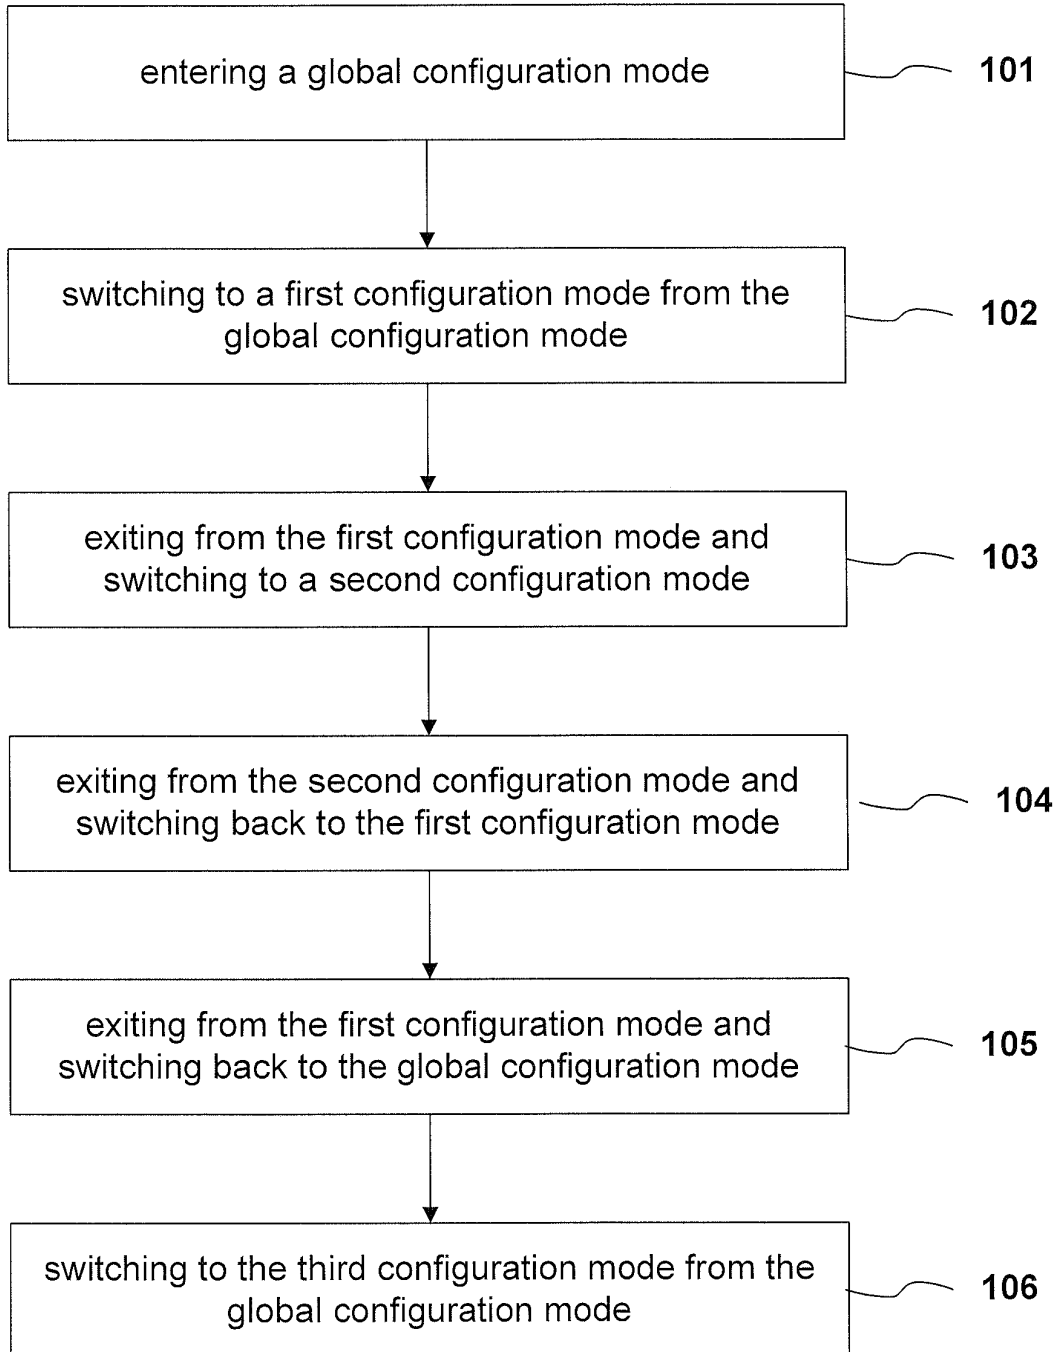 entering a global configuration mode
101
switching to a first configuration mode from the
global configuration mode
102
exiting from the first configuration mode and
switching to a second configuration mode
103
exiting from the second configuration mode and
switching back to the first configuration mode
104
exiting from the first configuration mode and
switching back to the global configuration mode
105
switching to the third configuration mode from the
global configuration mode
106